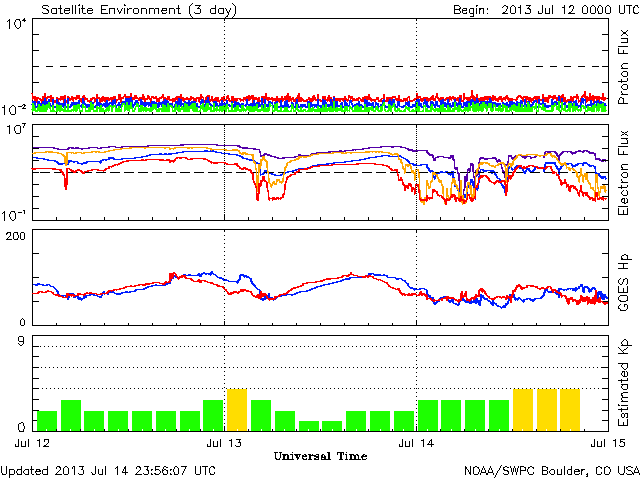 Satellite Environment (3 day) Begin: 2013 Jul 12 0000 UTC
10^4
Proton Flux
10^-2
10^7
Electron Flux
10^-1
200
GOES Hp
0
9
Estimated Kp
0
Jul 12 Jul 13 Jul 14 Jul 15
Universal Time
Updated 2013 Jul 14 23:56:07 UTC NOAA/SWPC Boulder, CO USA